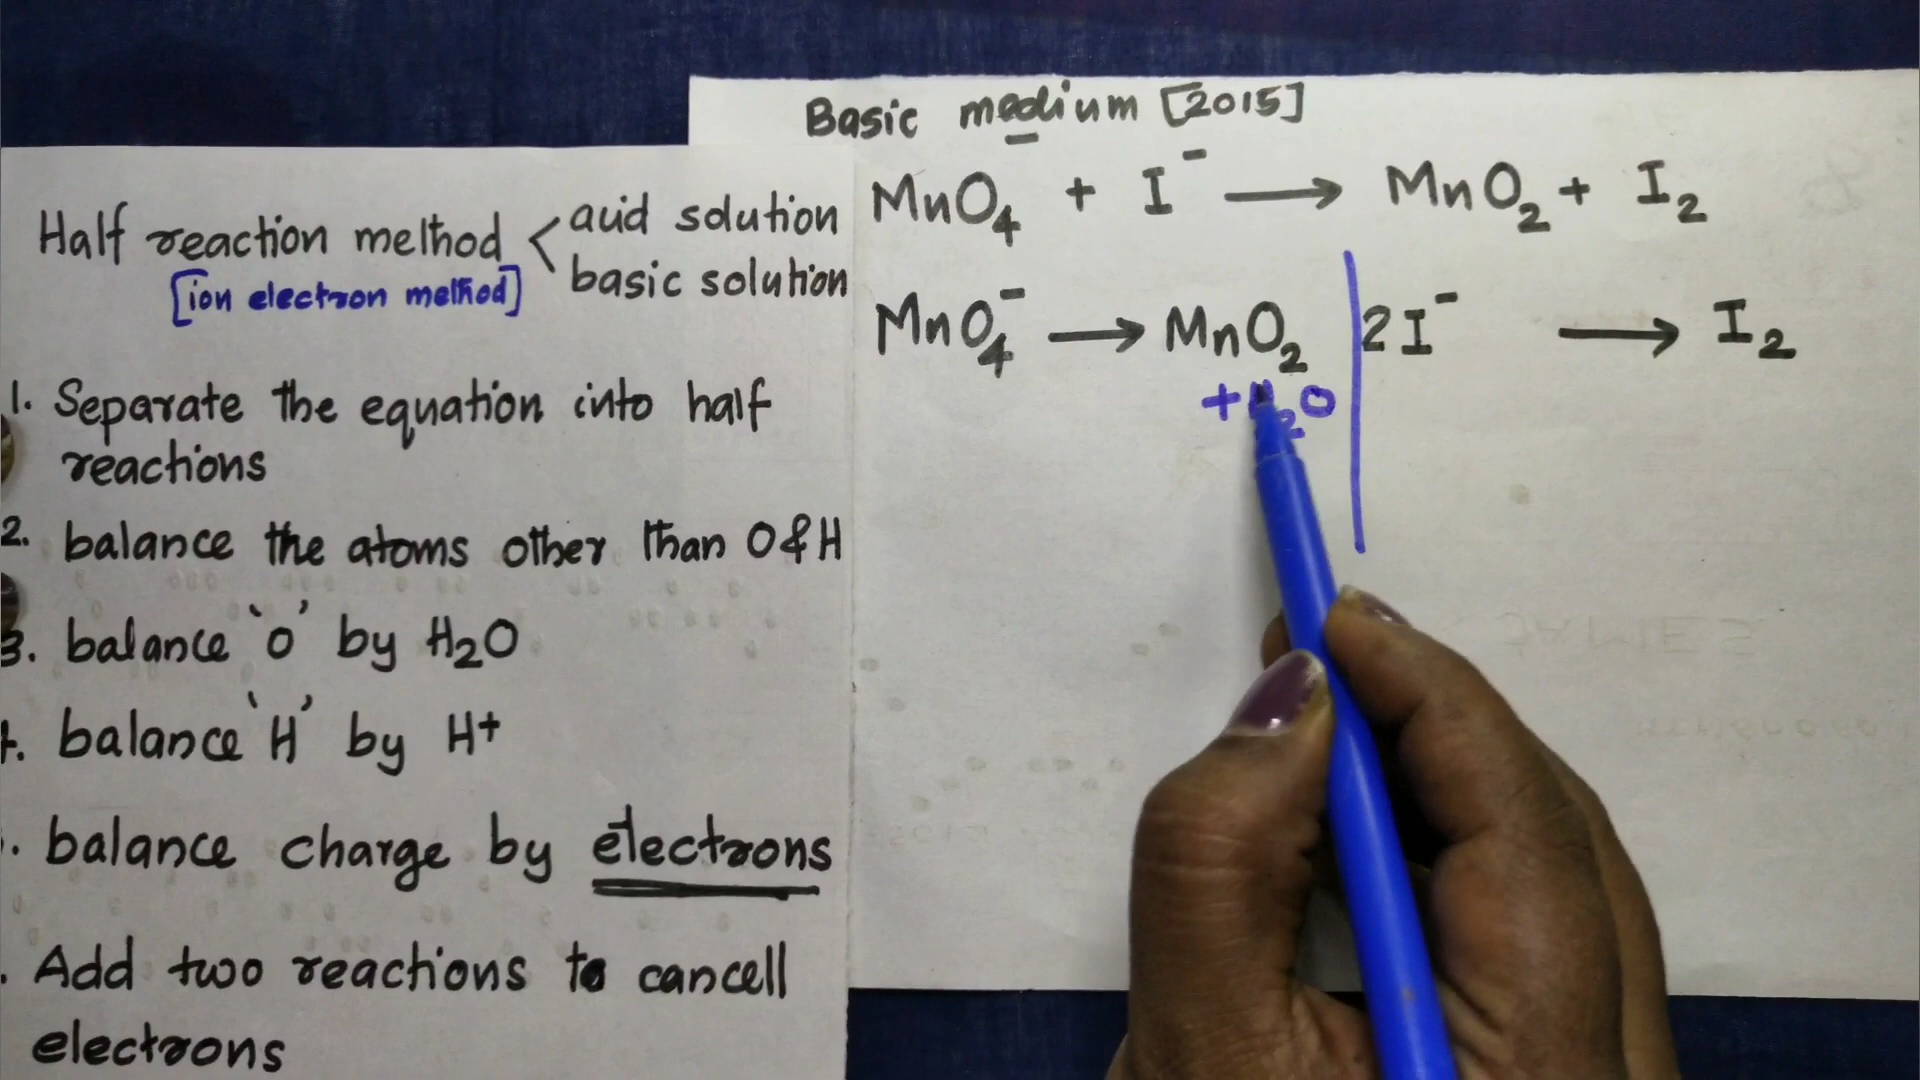 Half reaction method < acid solution
basic solution
[ion electron method]
1. Separate the equation into half
reactions
2. balance the atoms other than O & H
3. balance 'O' by H2O
. balance 'H' by H+
. balance charge by electrons
. Add two reactions to cancell
electrons
Basic medium [2015]
MnO₄⁻ + I⁻ → MnO₂ + I₂
MnO₄⁻ → MnO₂ | 2I⁻ → I₂
+H₂O